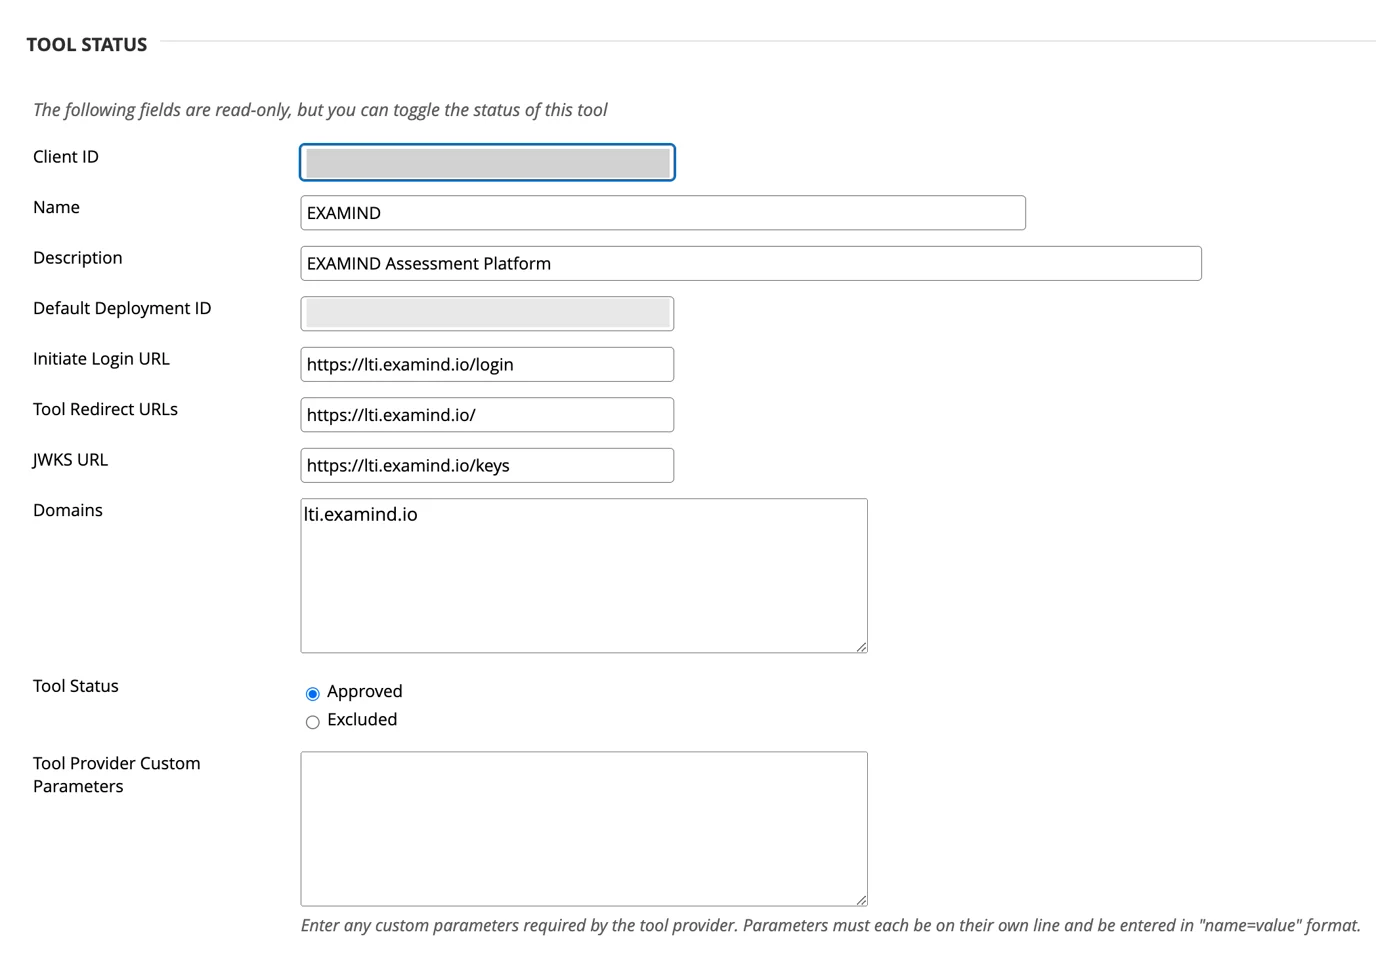 TOOL STATUS
The following fields are read-only, but you can toggle the status of this tool
Client ID
Name
EXAMIND
Description
EXAMIND Assessment Platform
Default Deployment ID
Initiate Login URL
https://lti.examind.io/login
Tool Redirect URLs
https://lti.examind.io/
JWKS URL
https://lti.examind.io/keys
Domains
lti.examind.io
Tool Status
Approved
Excluded
Tool Provider Custom
Parameters
Enter any custom parameters required by the tool provider. Parameters must each be on their own line and be entered in "name=value" format.